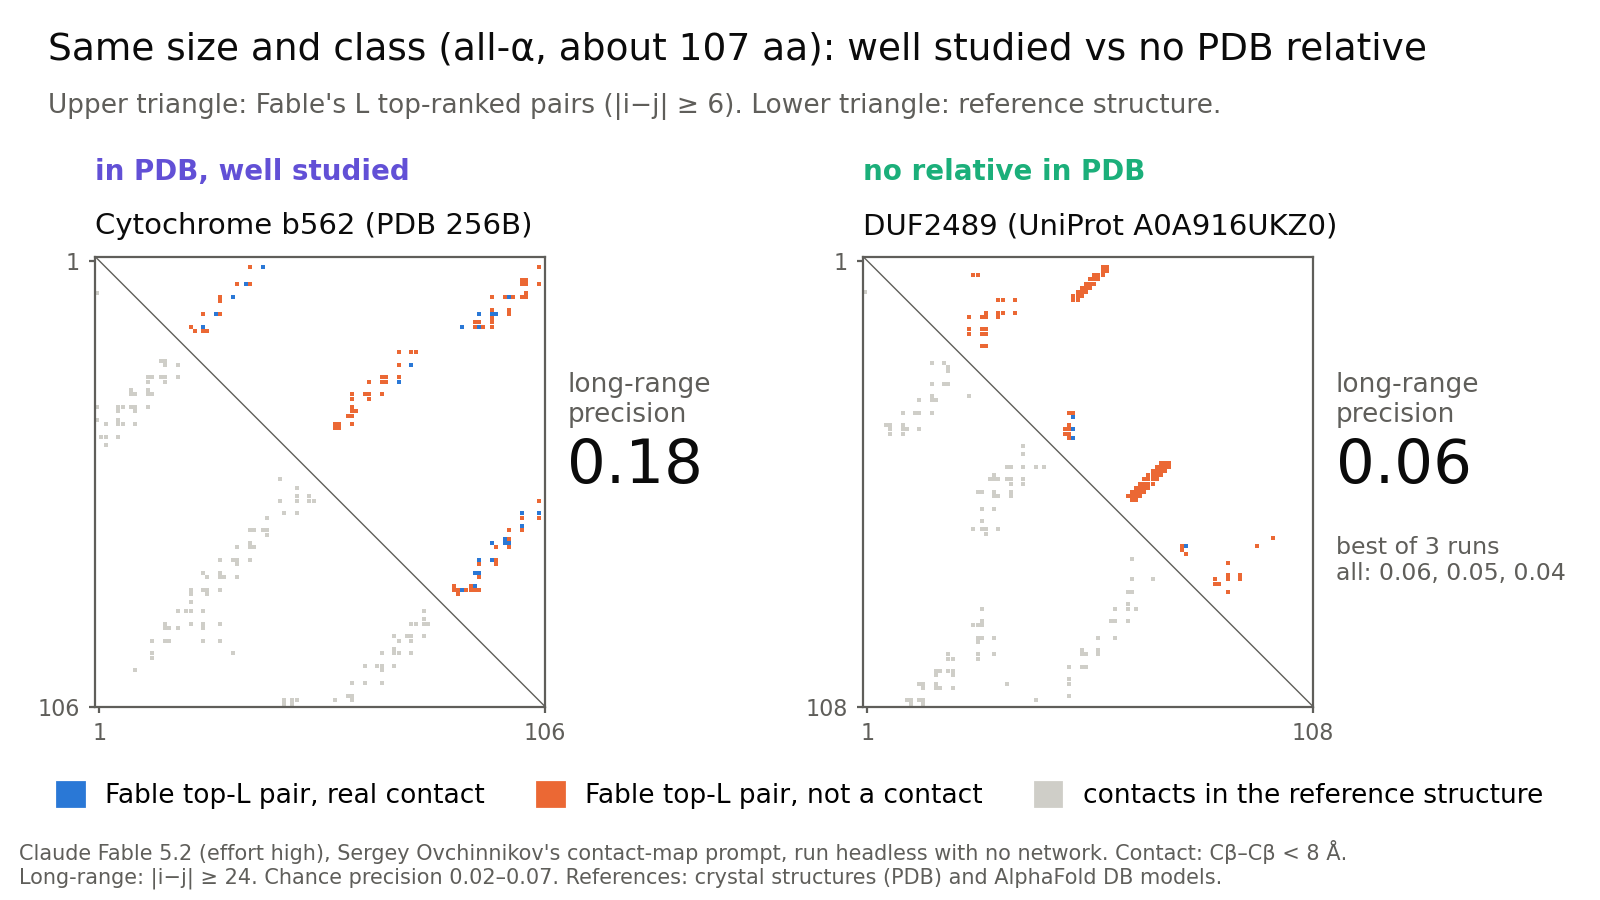 Same size and class (all-α, about 107 aa): well studied vs no PDB relative
Upper triangle: Fable's L top-ranked pairs (|i−j| ≥ 6). Lower triangle: reference structure.
in PDB, well studied
Cytochrome b562 (PDB 256B)
1
106
1
106
long-range
precision
0.18
no relative in PDB
DUF2489 (UniProt A0A916UKZ0)
1
108
1
108
long-range
precision
0.06
best of 3 runs
all: 0.06, 0.05, 0.04
Fable top-L pair, real contact
Fable top-L pair, not a contact
contacts in the reference structure
Claude Fable 5.2 (effort high), Sergey Ovchinnikov's contact-map prompt, run headless with no network. Contact: Cβ–Cβ < 8 Å.
Long-range: |i−j| ≥ 24. Chance precision 0.02–0.07. References: crystal structures (PDB) and AlphaFold DB models.